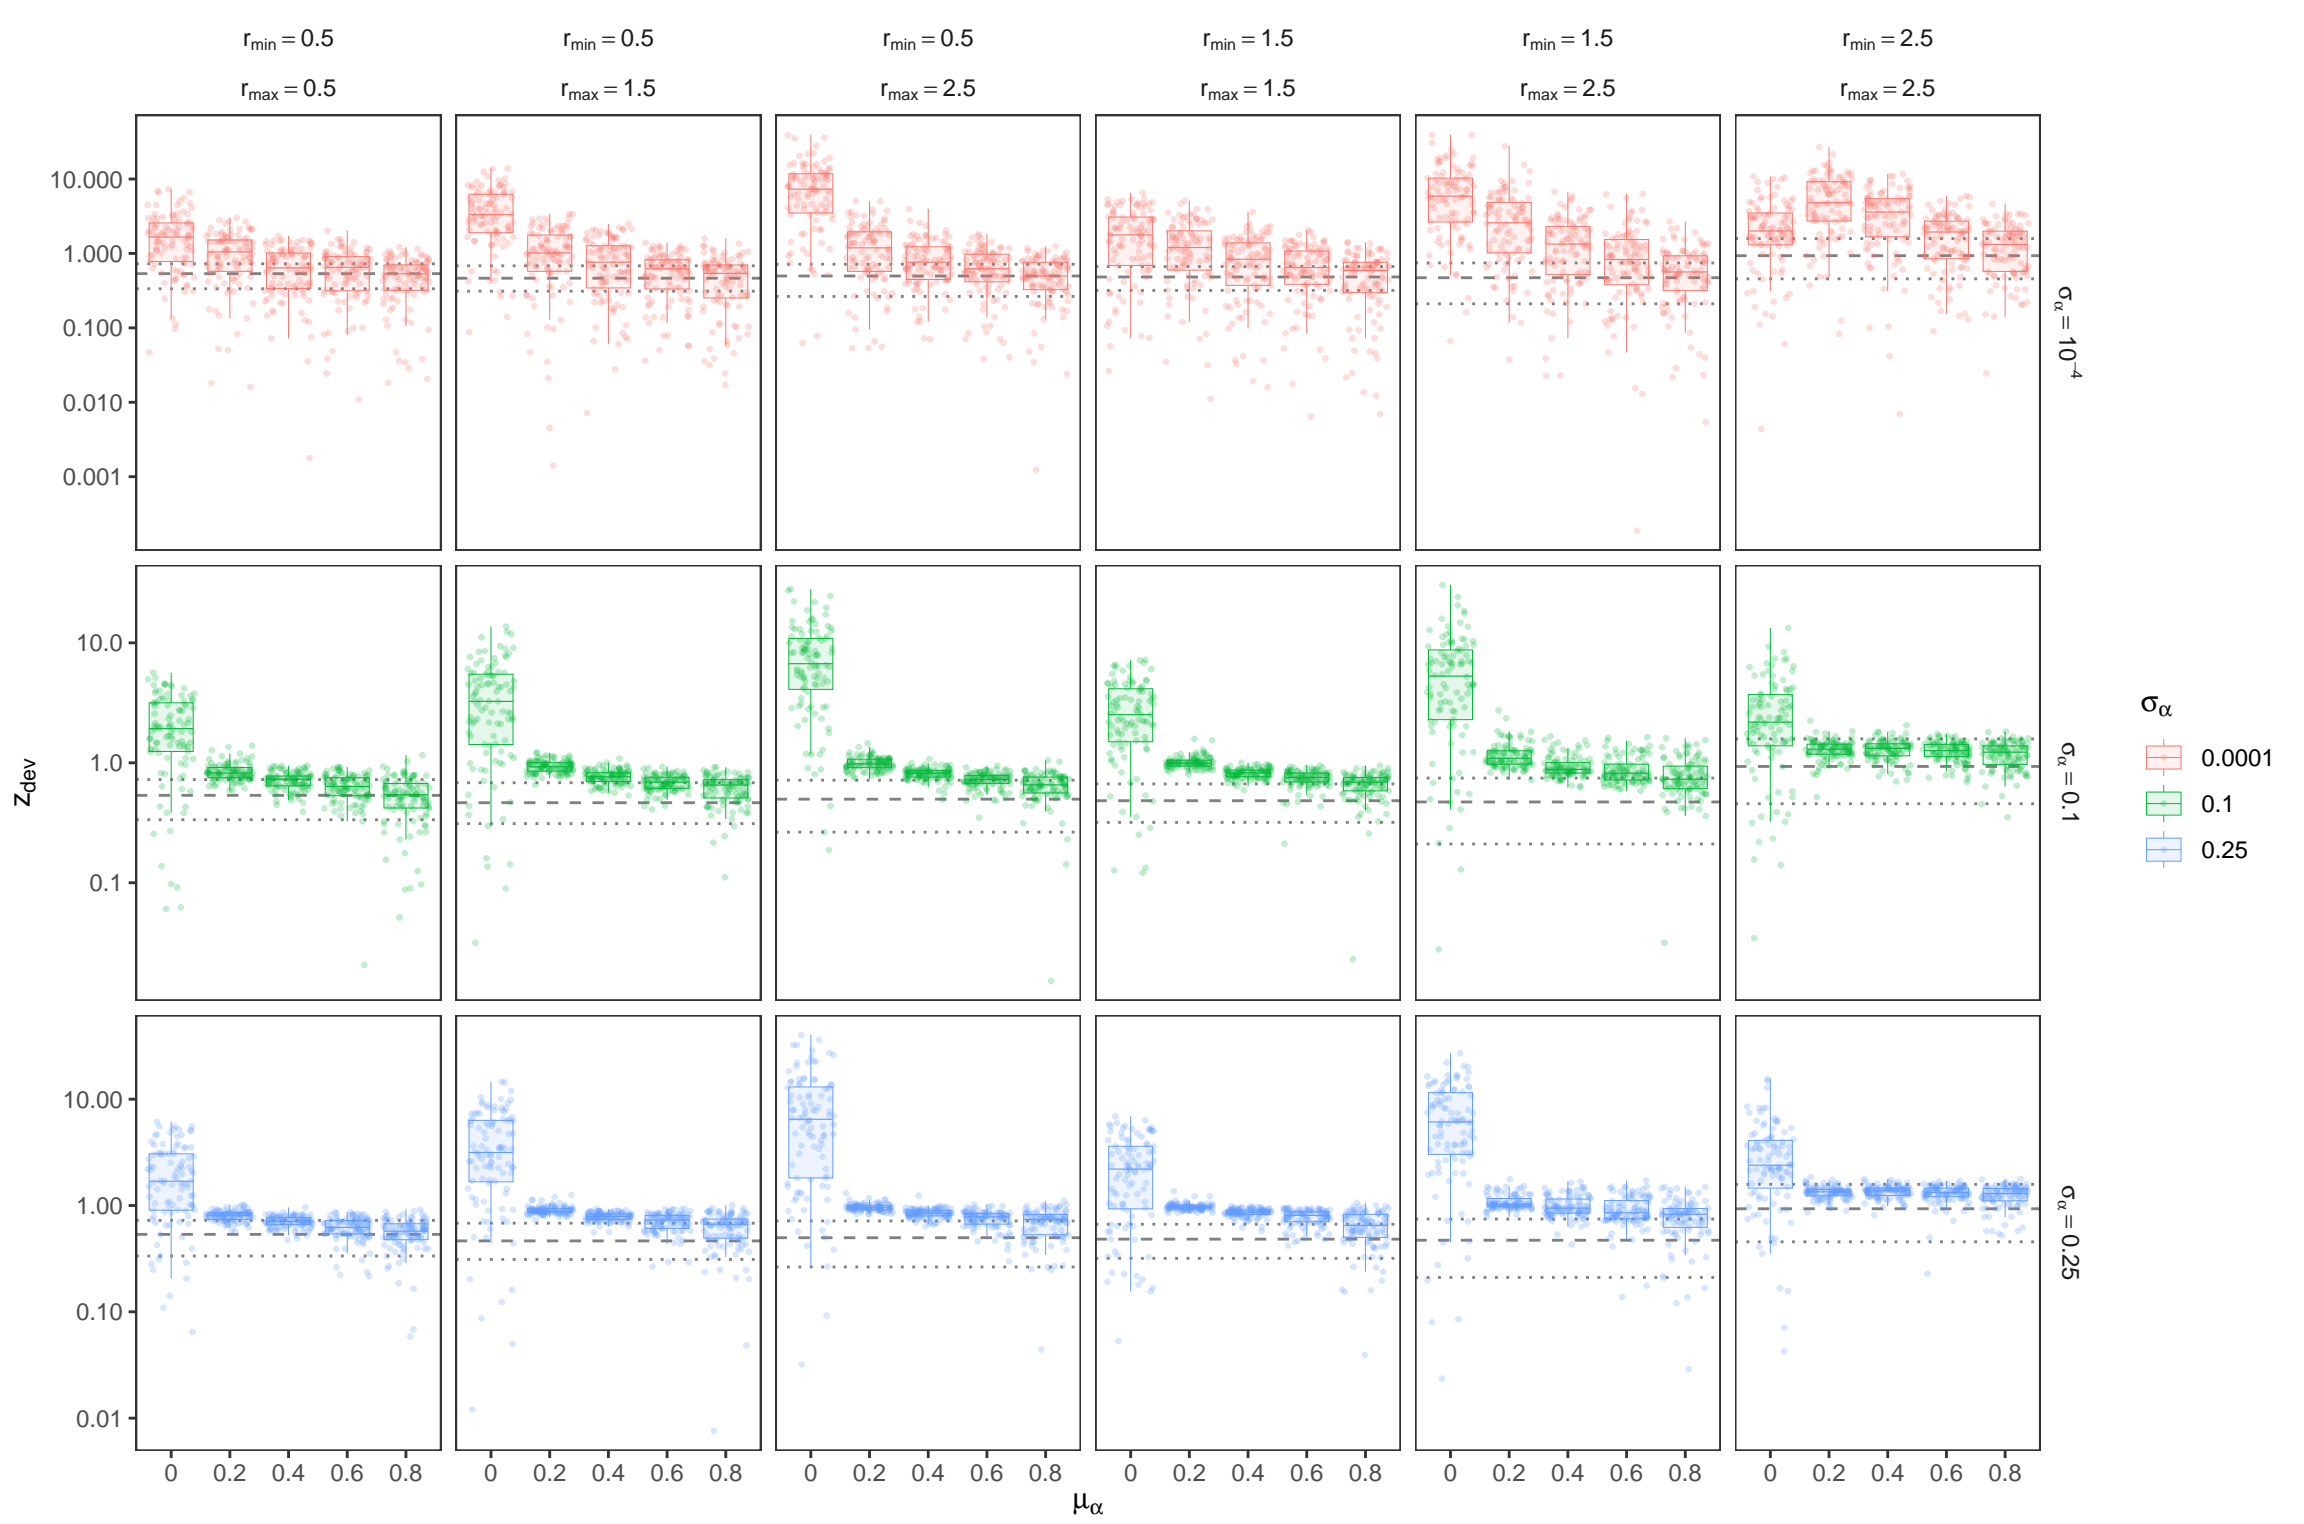 r_min = 0.5 r_min = 0.5 r_min = 0.5 r_min = 1.5 r_min = 1.5 r_min = 2.5
r_max = 0.5 r_max = 1.5 r_max = 2.5 r_max = 1.5 r_max = 2.5 r_max = 2.5
10.000
1.000
0.100
0.010
0.001
σ_α = 10^−4
10.0
1.0
0.1
σ_α = 0.1
10.00
1.00
0.10
0.01
σ_α = 0.25
z_dev
0 0.2 0.4 0.6 0.8 0 0.2 0.4 0.6 0.8 0 0.2 0.4 0.6 0.8 0 0.2 0.4 0.6 0.8 0 0.2 0.4 0.6 0.8 0 0.2 0.4 0.6 0.8
μ_α
σ_α
0.0001
0.1
0.25